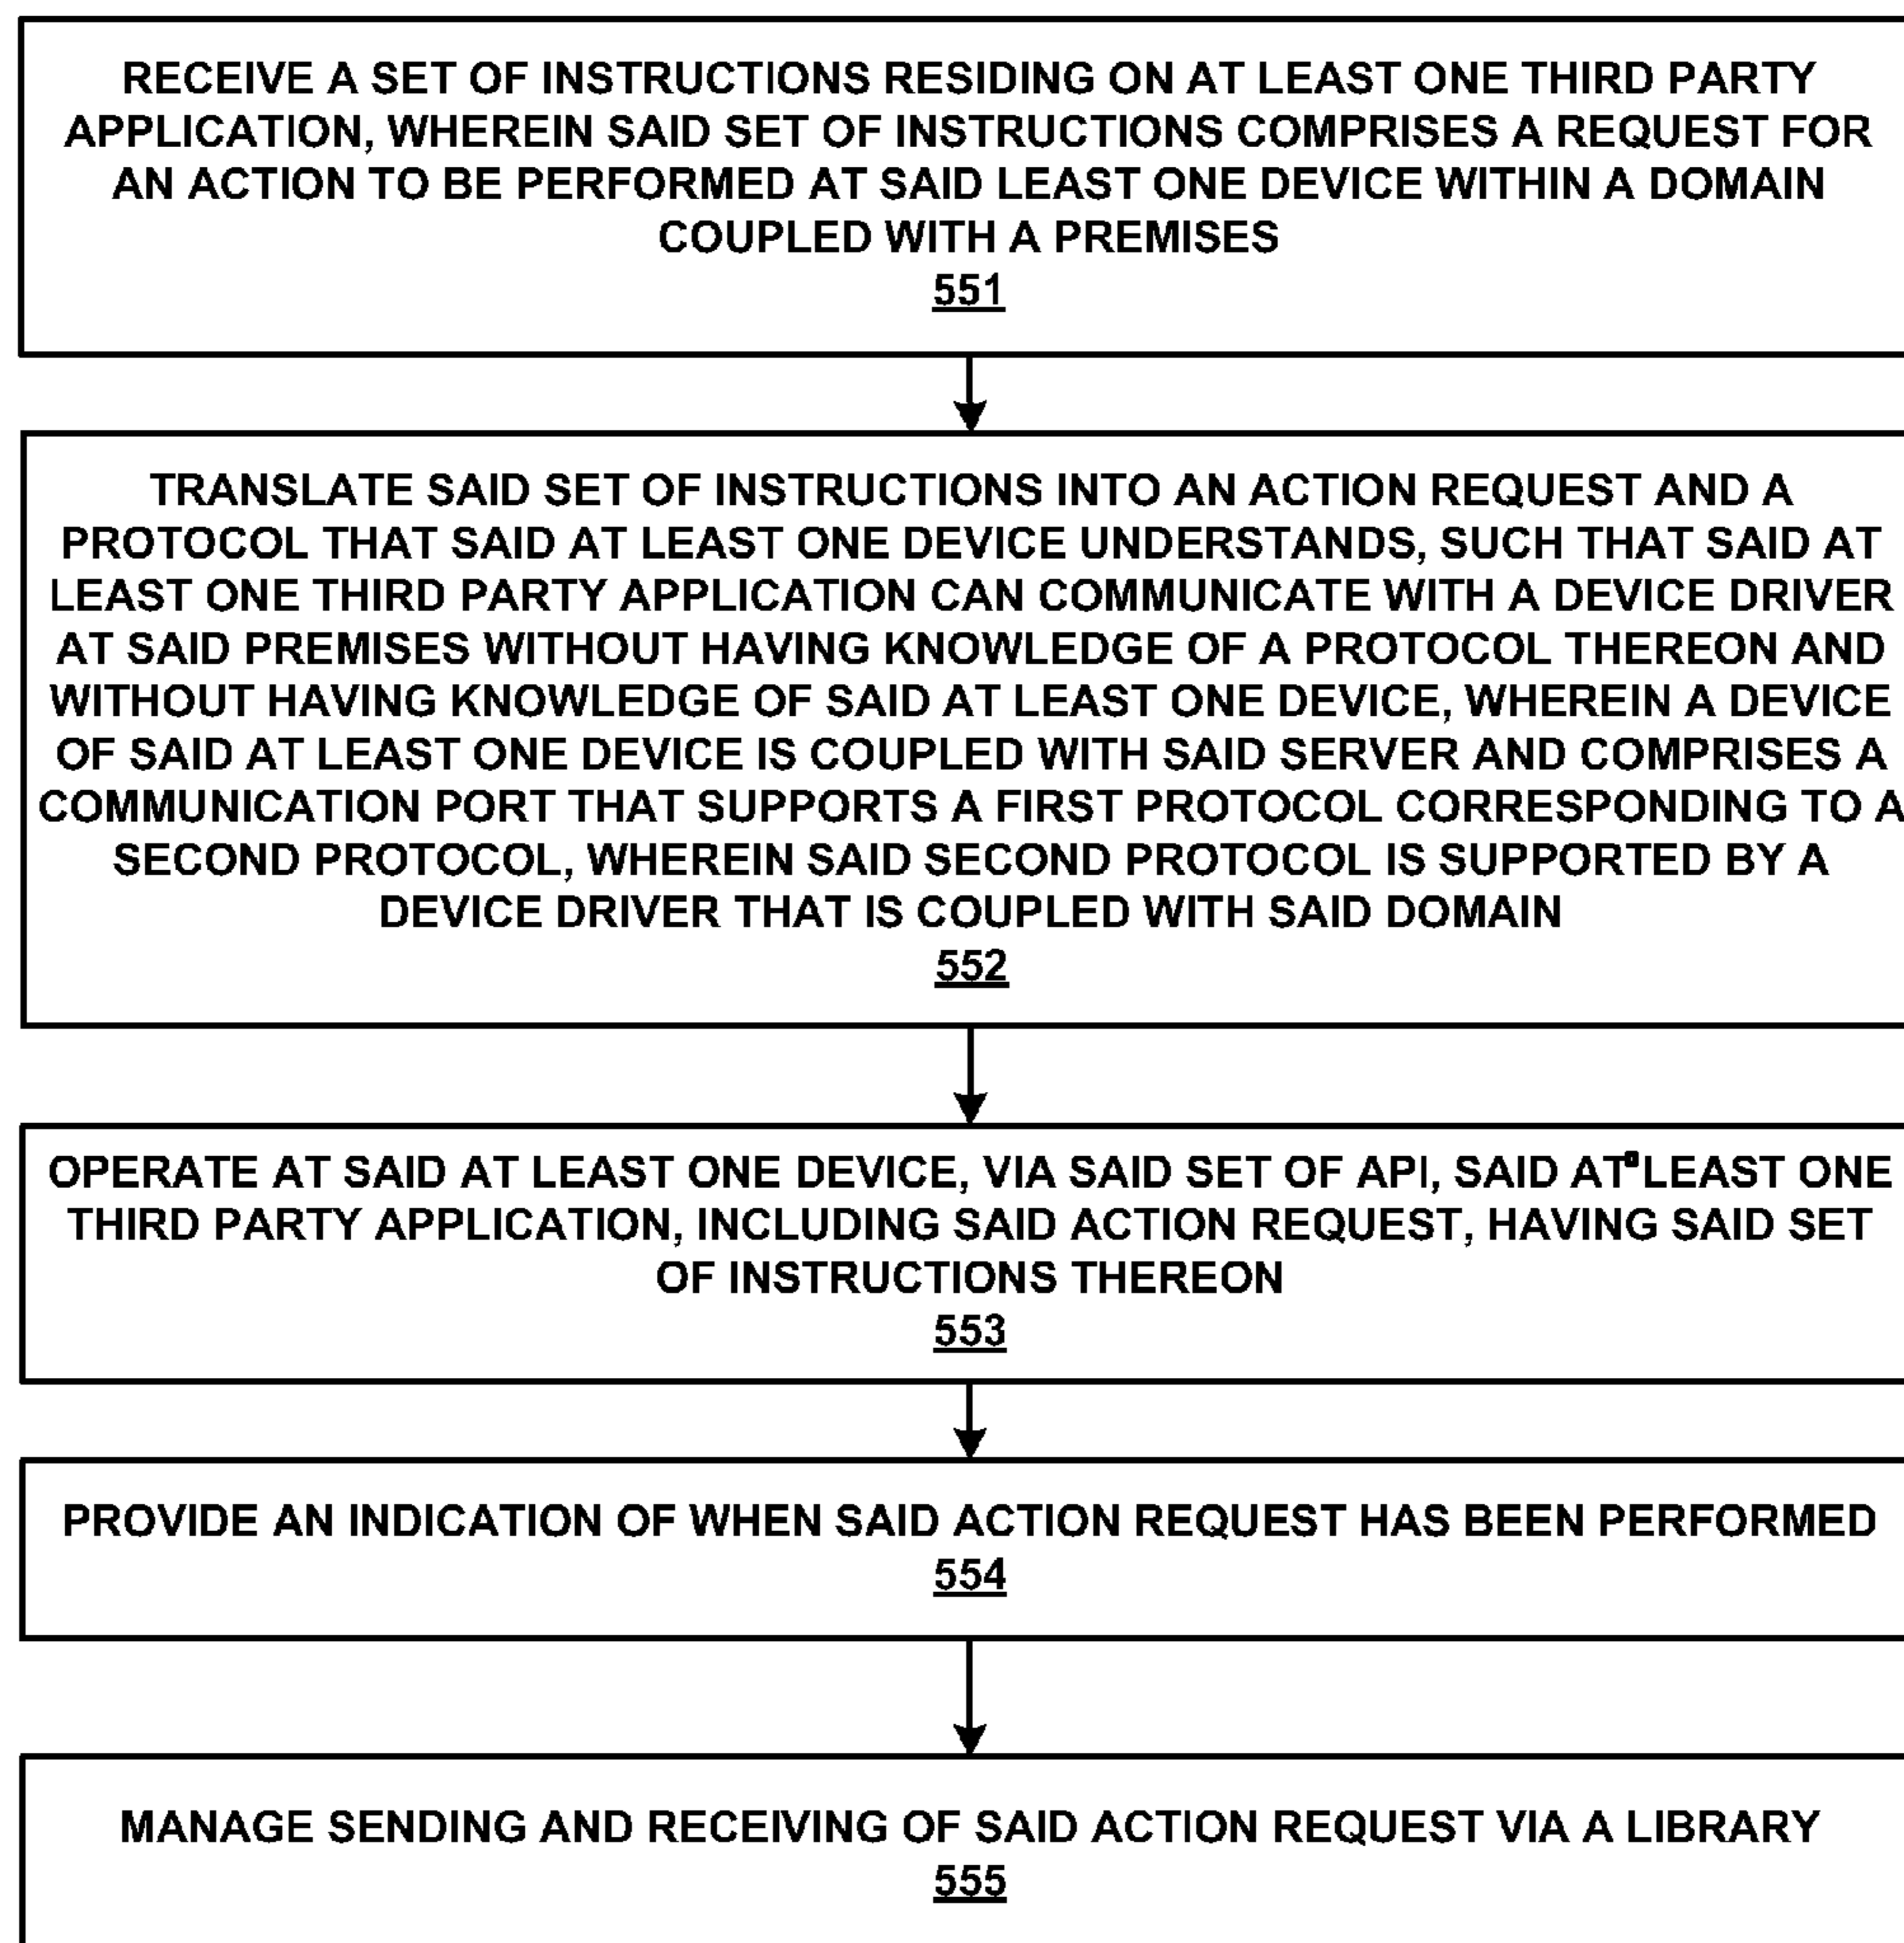 RECEIVE A SET OF INSTRUCTIONS RESIDING ON AT LEAST ONE THIRD PARTY
APPLICATION, WHEREIN SAID SET OF INSTRUCTIONS COMPRISES A REQUEST FOR
AN ACTION TO BE PERFORMED AT SAID LEAST ONE DEVICE WITHIN A DOMAIN
COUPLED WITH A PREMISES
551
TRANSLATE SAID SET OF INSTRUCTIONS INTO AN ACTION REQUEST AND A
PROTOCOL THAT SAID AT LEAST ONE DEVICE UNDERSTANDS, SUCH THAT SAID AT
LEAST ONE THIRD PARTY APPLICATION CAN COMMUNICATE WITH A DEVICE DRIVER
AT SAID PREMISES WITHOUT HAVING KNOWLEDGE OF A PROTOCOL THEREON AND
WITHOUT HAVING KNOWLEDGE OF SAID AT LEAST ONE DEVICE, WHEREIN A DEVICE
OF SAID AT LEAST ONE DEVICE IS COUPLED WITH SAID SERVER AND COMPRISES A
COMMUNICATION PORT THAT SUPPORTS A FIRST PROTOCOL CORRESPONDING TO A
SECOND PROTOCOL, WHEREIN SAID SECOND PROTOCOL IS SUPPORTED BY A
DEVICE DRIVER THAT IS COUPLED WITH SAID DOMAIN
552
OPERATE AT SAID AT LEAST ONE DEVICE, VIA SAID SET OF API, SAID AT LEAST ONE
THIRD PARTY APPLICATION, INCLUDING SAID ACTION REQUEST, HAVING SAID SET
OF INSTRUCTIONS THEREON
553
PROVIDE AN INDICATION OF WHEN SAID ACTION REQUEST HAS BEEN PERFORMED
554
MANAGE SENDING AND RECEIVING OF SAID ACTION REQUEST VIA A LIBRARY
555